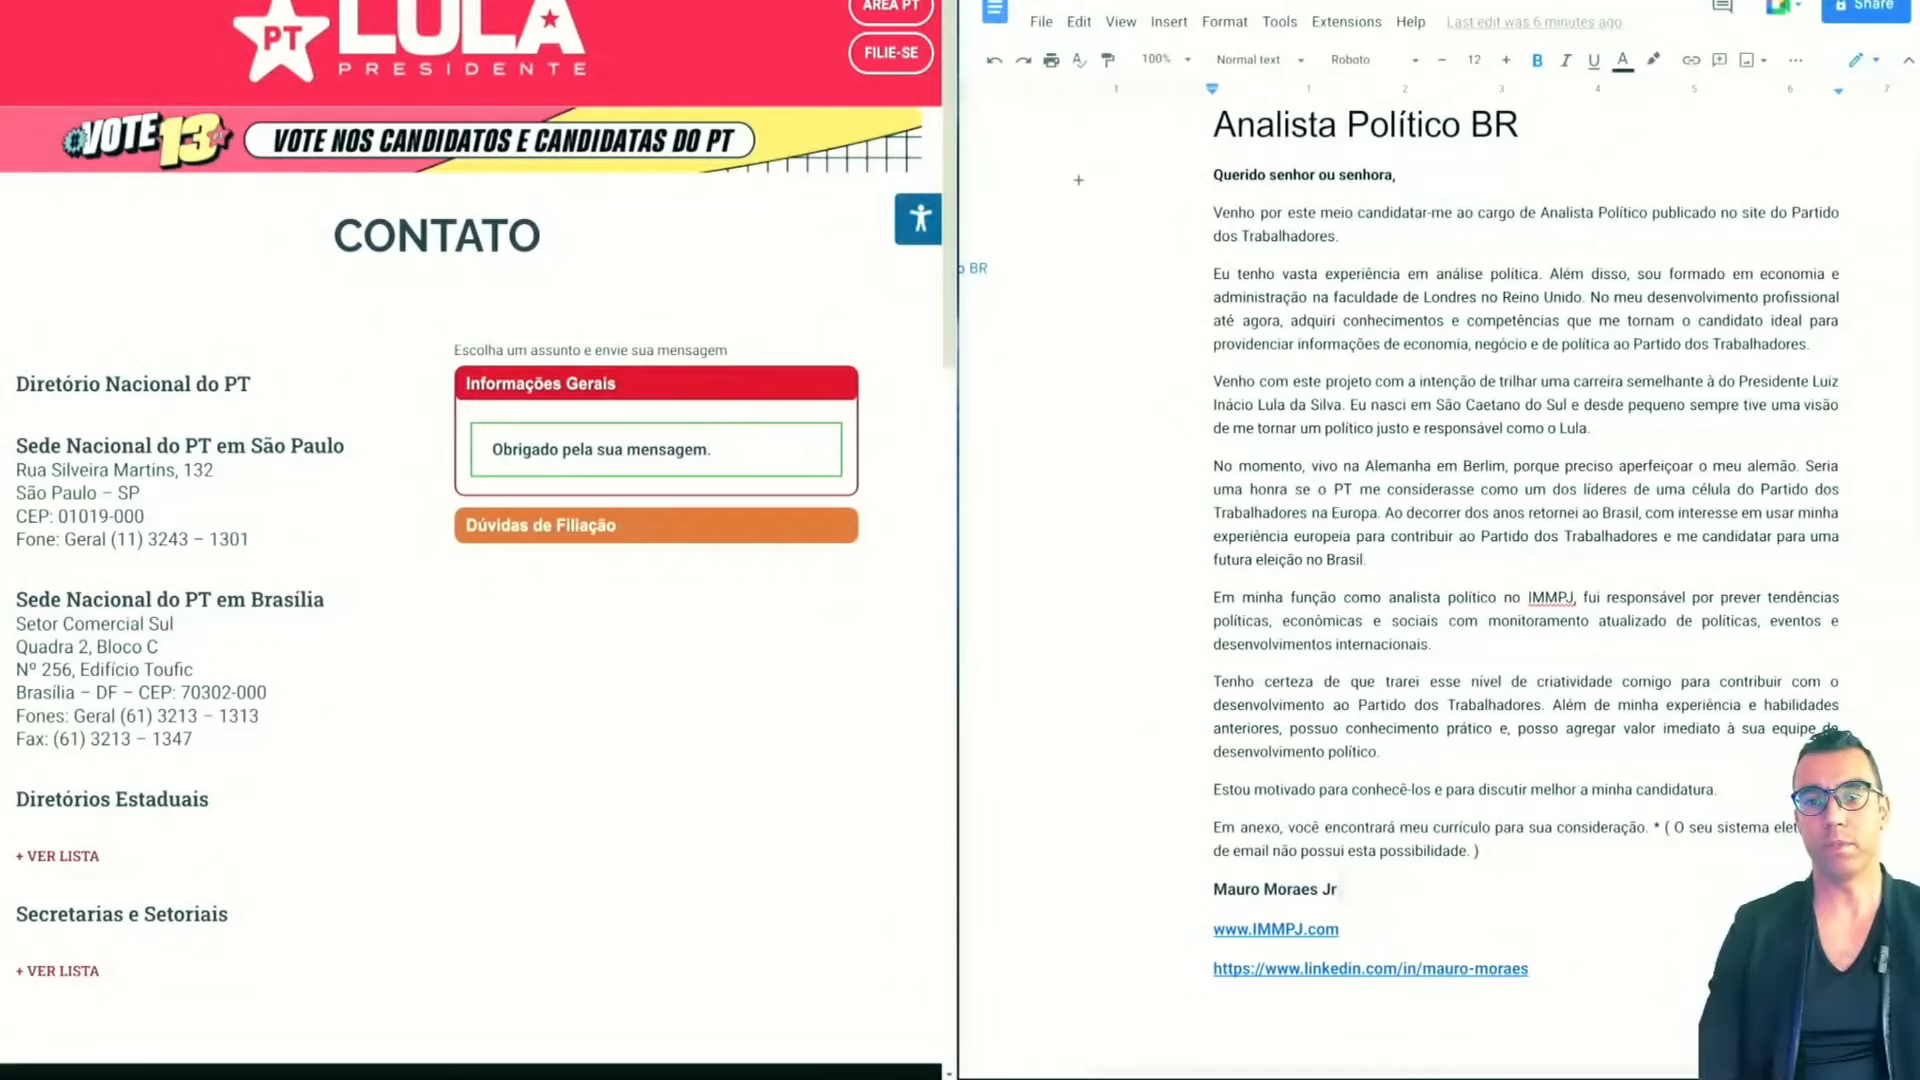 PT
LULA
PRESIDENTE
ÁREA PT
FILIE-SE
#VOTE 13 PT
VOTE NOS CANDIDATOS E CANDIDATAS DO PT
CONTATO
Diretório Nacional do PT
Sede Nacional do PT em São Paulo
Rua Silveira Martins, 132
São Paulo – SP
CEP: 01019-000
Fone: Geral (11) 3243 – 1301
Sede Nacional do PT em Brasília
Setor Comercial Sul
Quadra 2, Bloco C
Nº 256, Edifício Toufic
Brasília – DF – CEP: 70302-000
Fones: Geral (61) 3213 – 1313
Fax: (61) 3213 – 1347
Diretórios Estaduais
+ VER LISTA
Secretarias e Setoriais
+ VER LISTA
Escolha um assunto e envie sua mensagem
Informações Gerais
Obrigado pela sua mensagem.
Dúvidas de Filiação
File Edit View Insert Format Tools Extensions Help Last edit was 6 minutes ago
Share
100% Normal text Roboto − 12 + B I U A
1 1 2 3 4 5 6 7
o BR
Analista Político BR
Querido senhor ou senhora,
Venho por este meio candidatar-me ao cargo de Analista Político publicado no site do Partido
dos Trabalhadores.
Eu tenho vasta experiência em análise política. Além disso, sou formado em economia e
administração na faculdade de Londres no Reino Unido. No meu desenvolvimento profissional
até agora, adquiri conhecimentos e competências que me tornam o candidato ideal para
providenciar informações de economia, negócio e de política ao Partido dos Trabalhadores.
Venho com este projeto com a intenção de trilhar uma carreira semelhante à do Presidente Luiz
Inácio Lula da Silva. Eu nasci em São Caetano do Sul e desde pequeno sempre tive uma visão
de me tornar um político justo e responsável como o Lula.
No momento, vivo na Alemanha em Berlim, porque preciso aperfeiçoar o meu alemão. Seria
uma honra se o PT me considerasse como um dos líderes de uma célula do Partido dos
Trabalhadores na Europa. Ao decorrer dos anos retornei ao Brasil, com interesse em usar minha
experiência europeia para contribuir ao Partido dos Trabalhadores e me candidatar para uma
futura eleição no Brasil.
Em minha função como analista político no IMMPJ, fui responsável por prever tendências
políticas, econômicas e sociais com monitoramento atualizado de políticas, eventos e
desenvolvimentos internacionais.
Tenho certeza de que trarei esse nível de criatividade comigo para contribuir com o
desenvolvimento ao Partido dos Trabalhadores. Além de minha experiência e habilidades
anteriores, possuo conhecimento prático e, posso agregar valor imediato à sua equipe de
desenvolvimento político.
Estou motivado para conhecê-los e para discutir melhor a minha candidatura.
Em anexo, você encontrará meu currículo para sua consideração. * ( O seu sistema
de email não possui esta possibilidade. )
Mauro Moraes Jr
www.IMMPJ.com
https://www.linkedin.com/in/mauro-moraes